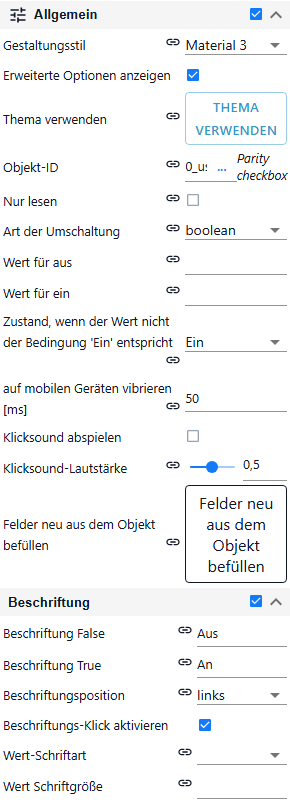 Allgemein
Gestaltungsstil Material 3
Erweiterte Optionen anzeigen
Thema verwenden THEMA
VERWENDEN
Objekt-ID 0_us ... Parity
checkbox
Nur lesen
Art der Umschaltung boolean
Wert für aus
Wert für ein
Zustand, wenn der Wert nicht
der Bedingung 'Ein' entspricht Ein
auf mobilen Geräten vibrieren
[ms] 50
Klicksound abspielen
Klicksound-Lautstärke 0,5
Felder neu aus dem Objekt
befüllen
Felder neu
aus dem
Objekt
befüllen
Beschriftung
Beschriftung False Aus
Beschriftung True An
Beschriftungsposition links
Beschriftungs-Klick aktivieren
Wert-Schriftart
Wert Schriftgröße